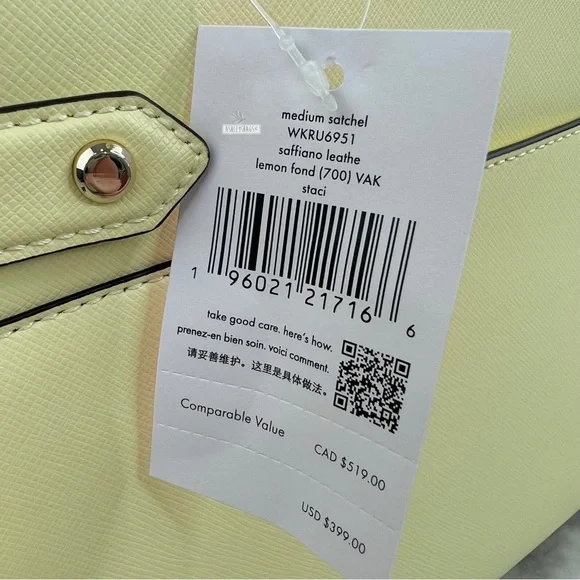 medium satchel
WKRU6951
saffiano leathe
lemon fond (700) VAK
staci
1 96021 21716 6
take good care. here's how.
prenez-en bien soin. voici comment.
请妥善维护。这里是具体做法。
Comparable Value
CAD $519.00
USD $399.00